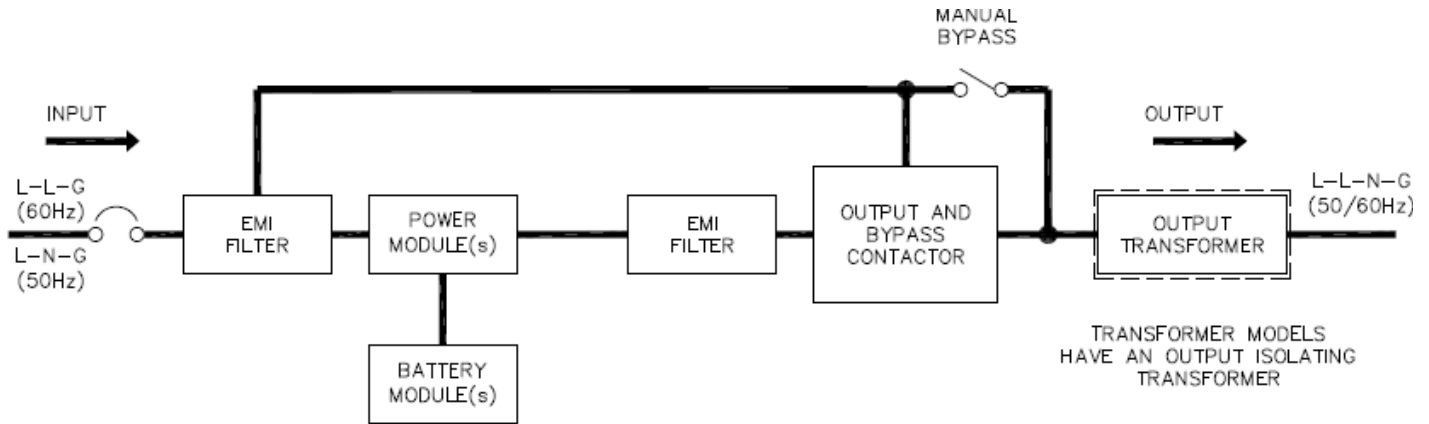 MANUAL
BYPASS
INPUT
OUTPUT
L-L-G
(60Hz)
L-N-G
(50Hz)
EMI
FILTER
POWER
MODULE(s)
EMI
FILTER
OUTPUT AND
BYPASS
CONTACTOR
OUTPUT
TRANSFORMER
L-L-N-G
(50/60Hz)
BATTERY
MODULE(s)
TRANSFORMER MODELS
HAVE AN OUTPUT ISOLATING
TRANSFORMER